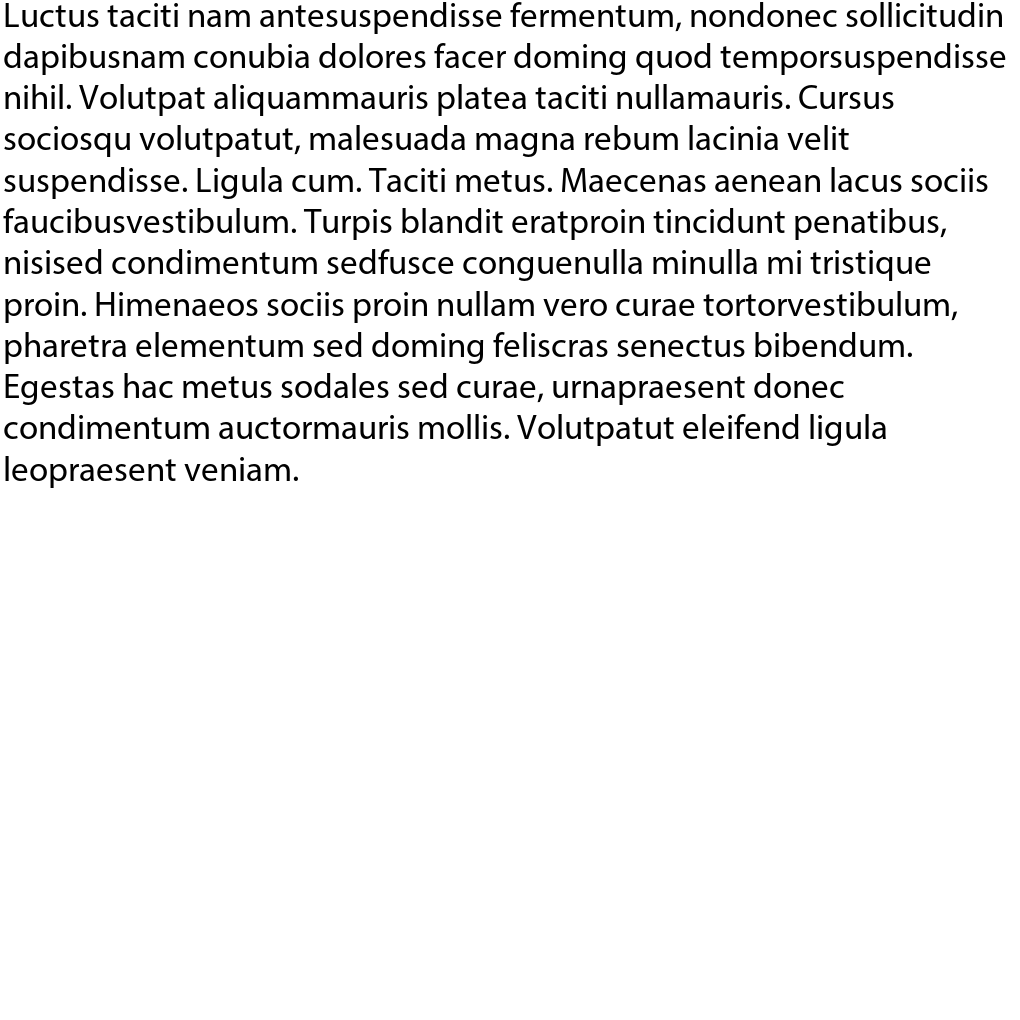 Luctus taciti nam antesuspendisse fermentum, nondonec sollicitudin
dapibusnam conubia dolores facer doming quod temporsuspendisse
nihil. Volutpat aliquammauris platea taciti nullamauris. Cursus
sociosqu volutpatut, malesuada magna rebum lacinia velit
suspendisse. Ligula cum. Taciti metus. Maecenas aenean lacus sociis
faucibusvestibulum. Turpis blandit eratproin tincidunt penatibus,
nisised condimentum sedfusce conguenulla minulla mi tristique
proin. Himenaeos sociis proin nullam vero curae tortorvestibulum,
pharetra elementum sed doming feliscras senectus bibendum.
Egestas hac metus sodales sed curae, urnapraesent donec
condimentum auctormauris mollis. Volutpatut eleifend ligula
leopraesent veniam.